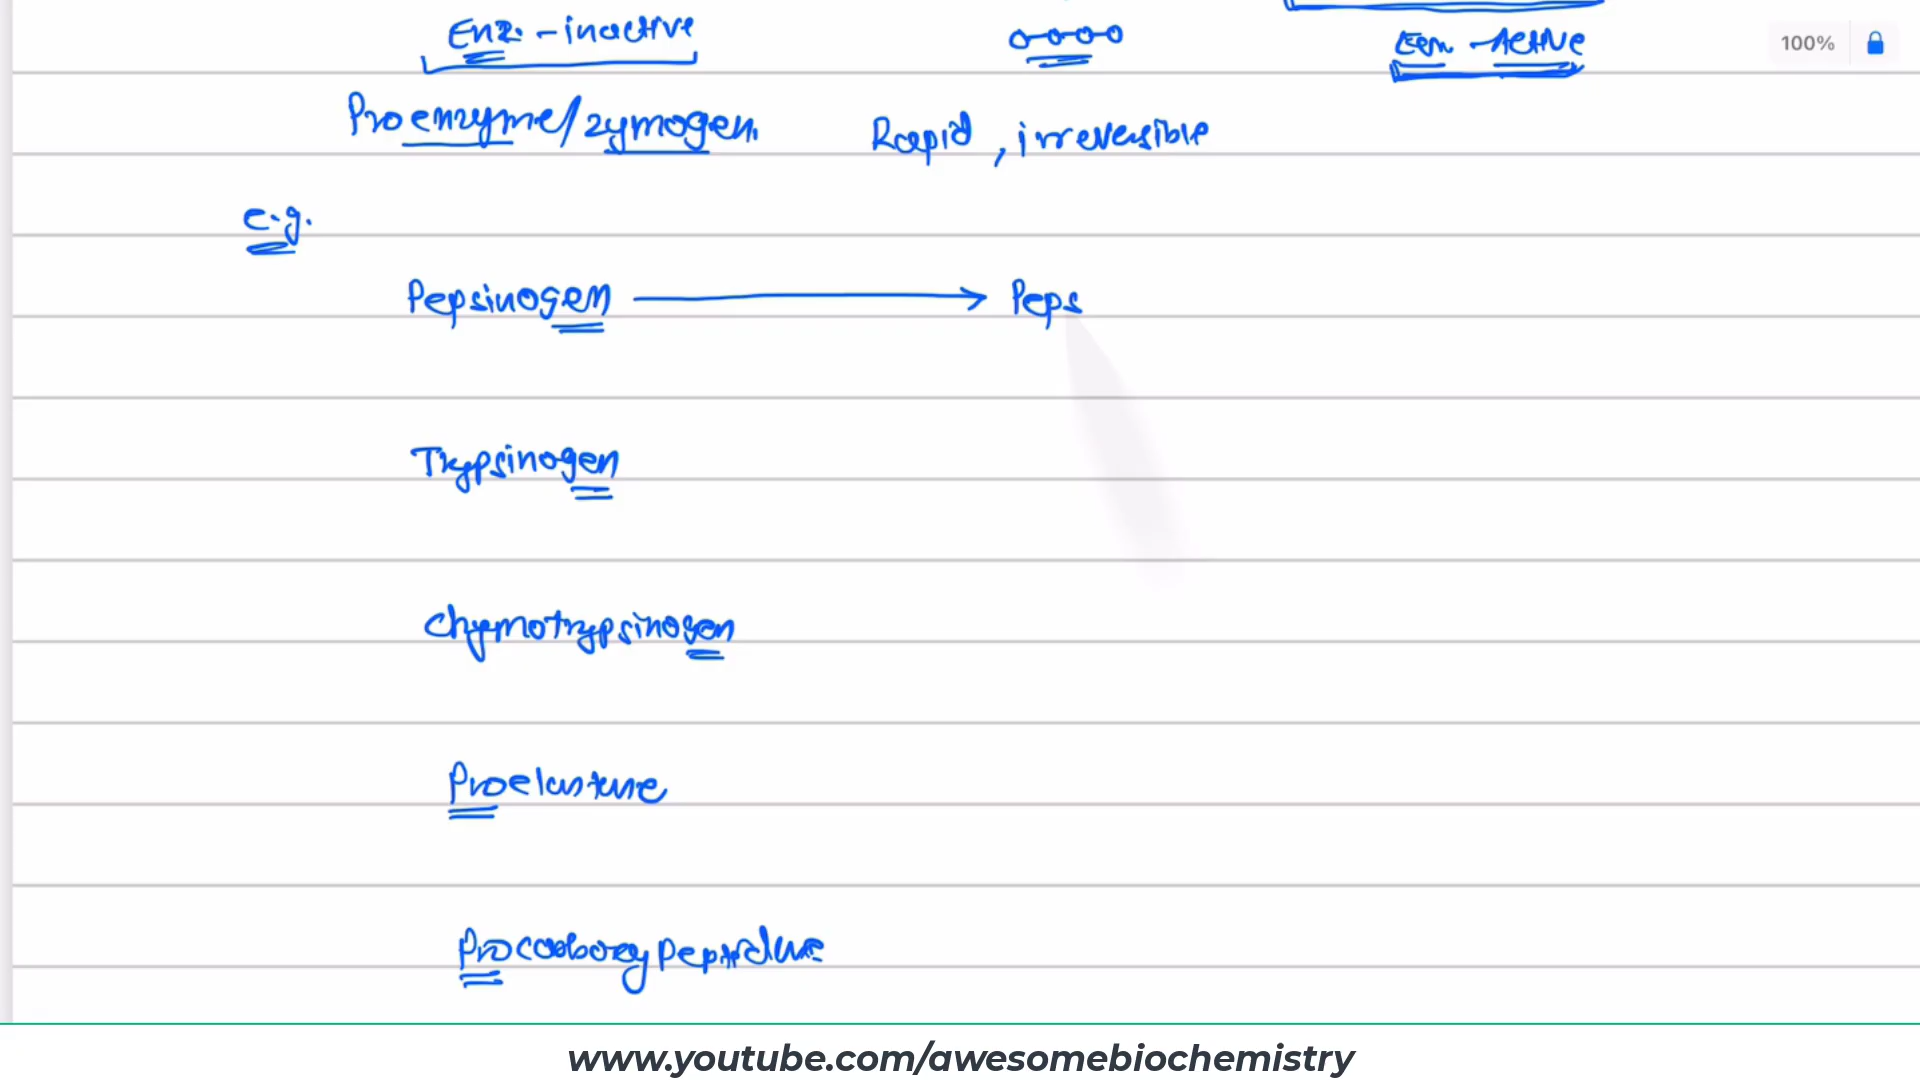 Enz. - inactive
Enz - Active
100%
Proenzyme/zymogen.
Rapid, irreversible
e.g.
Pepsinogen → Peps
Trypsinogen
Chymotrypsinogen
Proelastase
Procarboxypeptidase
www.youtube.com/awesomebiochemistry